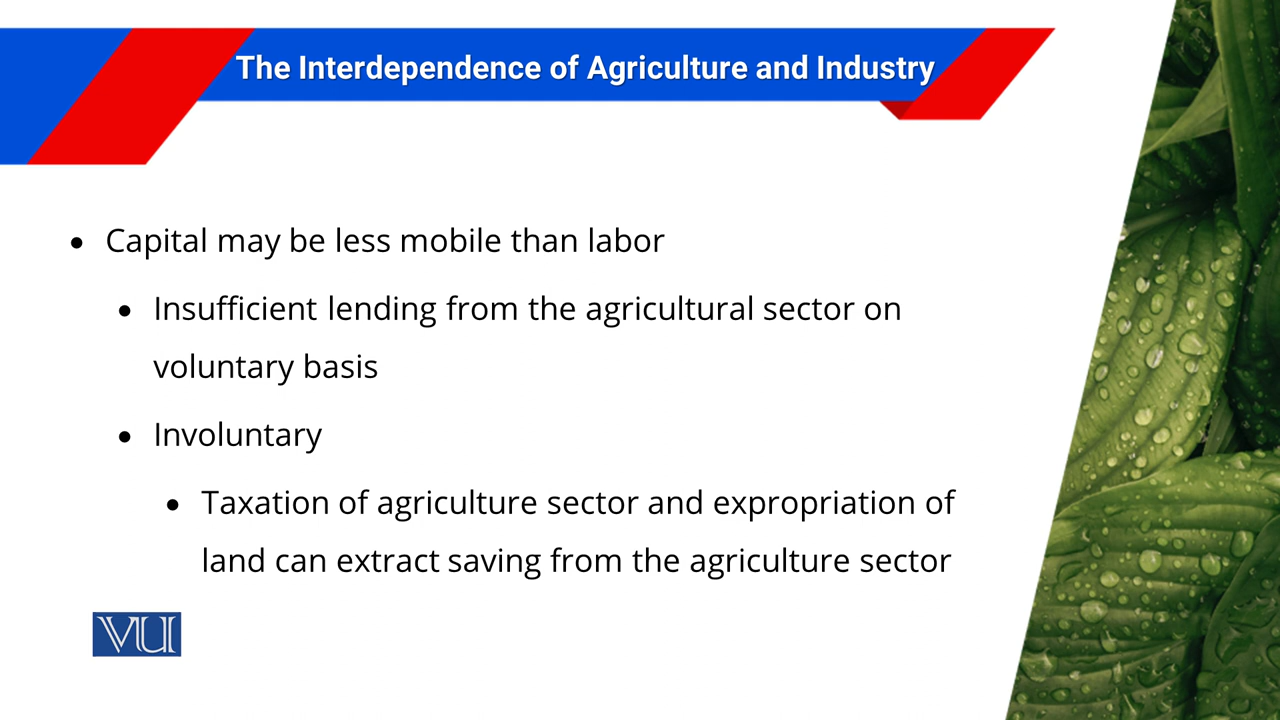 The Interdependence of Agriculture and Industry
• Capital may be less mobile than labor
• Insufficient lending from the agricultural sector on
voluntary basis
• Involuntary
• Taxation of agriculture sector and expropriation of
land can extract saving from the agriculture sector
VU